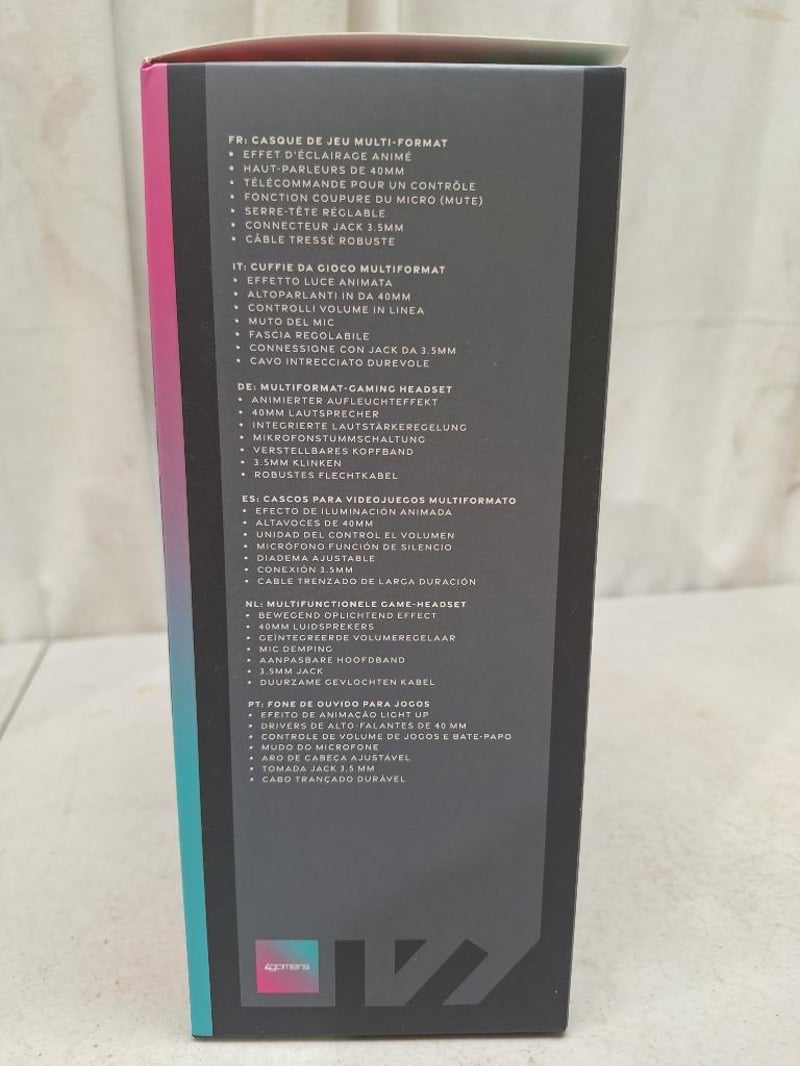 FR: CASQUE DE JEU MULTI-FORMAT
• EFFET D'ÉCLAIRAGE ANIMÉ
• HAUT-PARLEURS DE 40MM
• TÉLÉCOMMANDE POUR UN CONTRÔLE
• FONCTION COUPURE DU MICRO (MUTE)
• SERRE-TÊTE RÉGLABLE
• CONNECTEUR JACK 3.5MM
• CÂBLE TRESSÉ ROBUSTE
IT: CUFFIE DA GIOCO MULTIFORMAT
• EFFETTO LUCE ANIMATA
• ALTOPARLANTI IN DA 40MM
• CONTROLLI VOLUME IN LINEA
• MUTO DEL MIC
• FASCIA REGOLABILE
• CONNESSIONE CON JACK DA 3.5MM
• CAVO INTRECCIATO DUREVOLE
DE: MULTIFORMAT-GAMING HEADSET
• ANIMIERTER AUFLEUCHTEFFEKT
• 40MM LAUTSPRECHER
• INTEGRIERTE LAUTSTÄRKEREGELUNG
• MIKROFONSTUMMSCHALTUNG
• VERSTELLBARES KOPFBAND
• 3.5MM KLINKEN
• ROBUSTES FLECHTKABEL
ES: CASCOS PARA VIDEOJUEGOS MULTIFORMATO
• EFECTO DE ILUMINACIÓN ANIMADA
• ALTAVOCES DE 40MM
• UNIDAD DEL CONTROL EL VOLUMEN
• MICRÓFONO FUNCIÓN DE SILENCIO
• DIADEMA AJUSTABLE
• CONEXIÓN 3.5MM
• CABLE TRENZADO DE LARGA DURACIÓN
NL: MULTIFUNCTIONELE GAME-HEADSET
• BEWEGEND OPLICHTEND EFFECT
• 40MM LUIDSPREKERS
• GEÏNTEGREERDE VOLUMEREGELAAR
• MIC DEMPING
• AANPASBARE HOOFDBAND
• 3.5MM JACK
• DUURZAME GEVLOCHTEN KABEL
PT: FONE DE OUVIDO PARA JOGOS
• EFEITO DE ANIMAÇÃO LIGHT UP
• DRIVERS DE ALTO-FALANTES DE 40 MM
• CONTROLE DE VOLUME DE JOGOS E BATE-PAPO
• MUDO DO MICROFONE
• ARO DE CABEÇA AJUSTÁVEL
• TOMADA JACK 3,5 MM
• CABO TRANÇADO DURÁVEL
4gamers